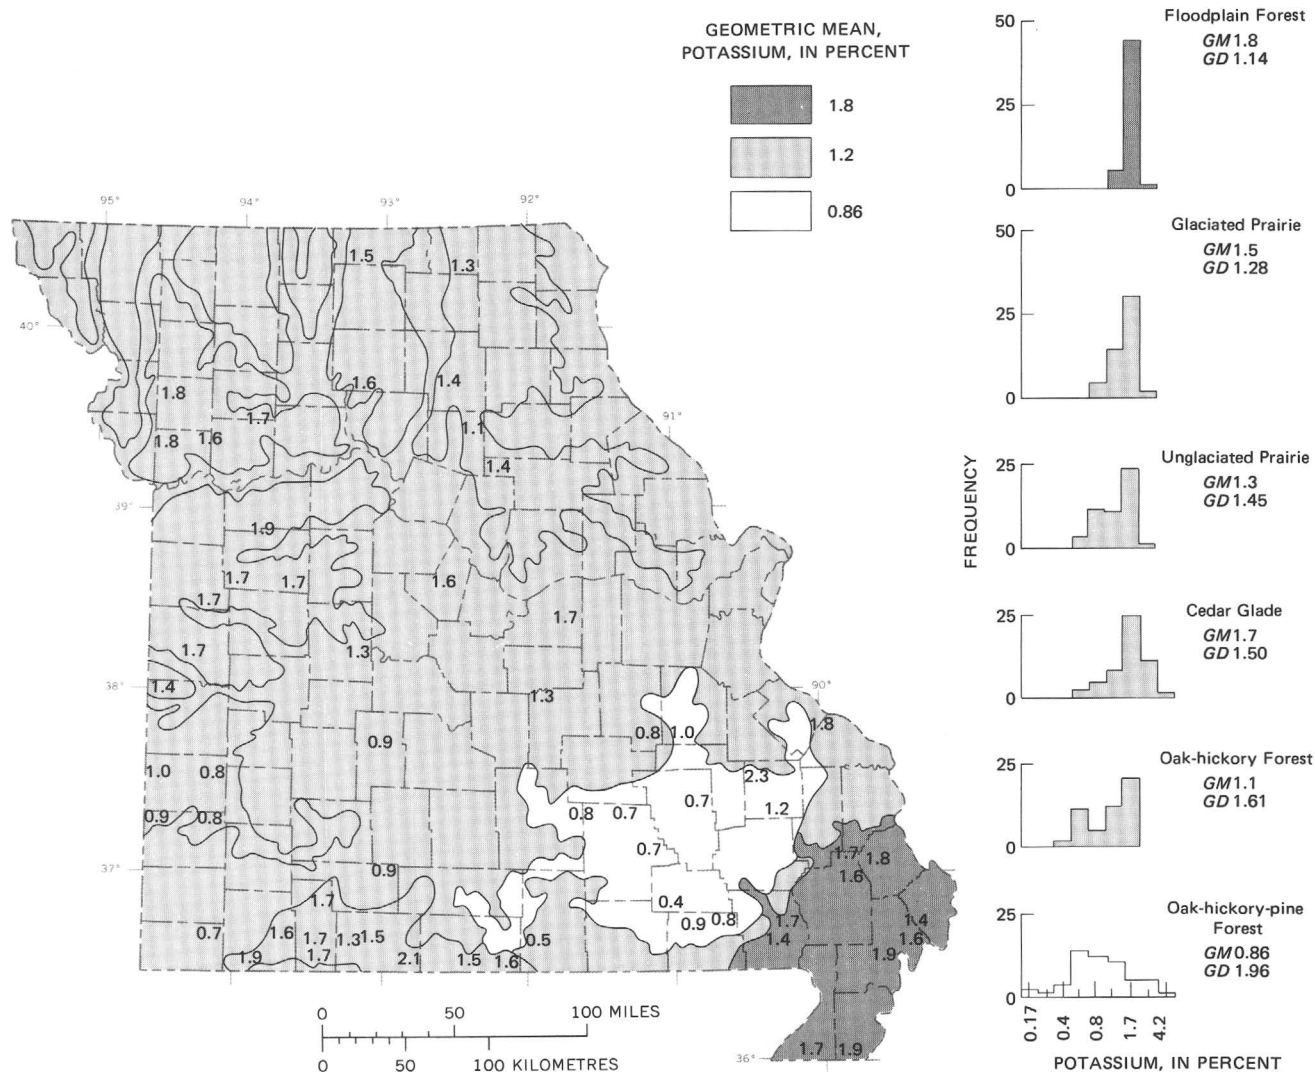 GEOMETRIC MEAN,
POTASSIUM, IN PERCENT
1.8
1.2
0.86
95° 94° 93° 92°
1.5 1.3
40°
1.6 1.4
1.8
1.7
91°
1.8 1.6 1.1
1.4
39°
1.9
1.7 1.7 1.6
1.7
1.7
1.7 1.3
38° 1.4 90°
1.3
0.9 0.8 1.0 1.8
1.0 0.8 2.3
0.7 1.2
0.9 0.8 0.8 0.7
0.7 1.7 1.8
37° 0.9 1.6
1.7 0.4
0.7 1.6 1.7 1.3 1.5 0.5 0.9 0.8 1.7 1.4
1.4 1.6
1.9 1.7 2.1 1.5 1.6 1.9
36° 1.7 1.9
0 50 100 MILES
0 50 100 KILOMETRES
Floodplain Forest
GM 1.8
GD 1.14
50
25
0
Glaciated Prairie
GM 1.5
GD 1.28
50
25
0
Unglaciated Prairie
GM 1.3
GD 1.45
25
0
FREQUENCY
Cedar Glade
GM 1.7
GD 1.50
25
0
Oak-hickory Forest
GM 1.1
GD 1.61
25
0
Oak-hickory-pine
Forest
GM 0.86
GD 1.96
25
0
0.17 0.4 0.8 1.7 4.2
POTASSIUM, IN PERCENT